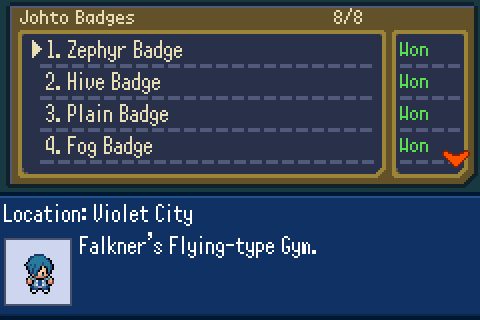 Johto Badges 8/8
1. Zephyr Badge Won
2. Hive Badge Won
3. Plain Badge Won
4. Fog Badge Won
Location: Violet City
Falkner's Flying-type Gym.